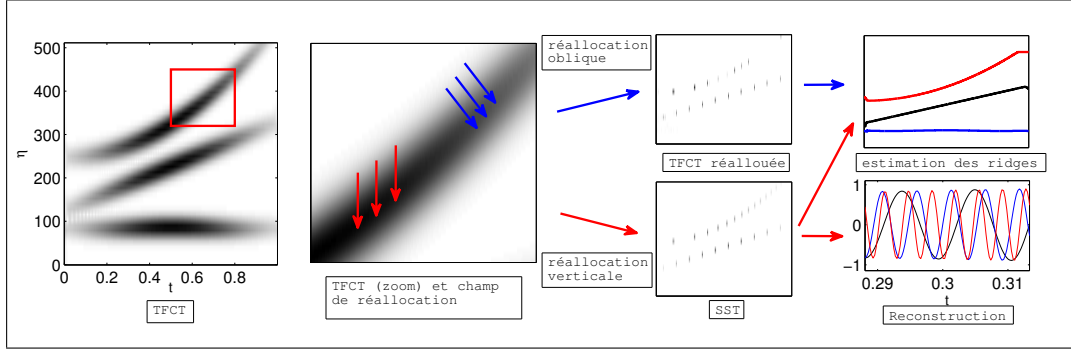 500
400
300
200
100
0
η
0
0.2
0.4
0.6
0.8
t
TFCT
TFCT (zoom) et champ
de réallocation
réallocation
oblique
réallocation
verticale
TFCT réallouée
SST
estimation des ridges
1
0
−1
0.29
0.3
0.31
t
Reconstruction